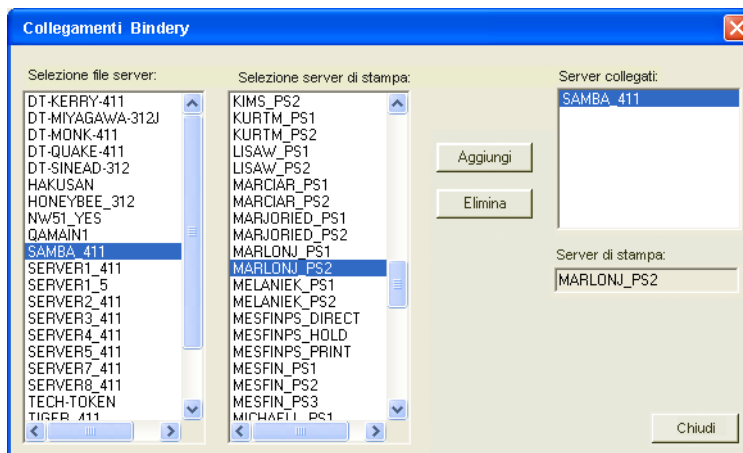 Collegamenti Bindery
Selezione file server:
DT-KERRY-411
DT-MIYAGAWA-312J
DT-MONK-411
DT-QUAKE-411
DT-SINEAD-312
HAKUSAN
HONEYBEE_312
NW51_YES
QAMAIN1
SAMBA_411
SERVER1_411
SERVER1_5
SERVER2_411
SERVER3_411
SERVER4_411
SERVER5_411
SERVER7_411
SERVER8_411
TECH-TOKEN
TIGER_411
Selezione server di stampa:
KIMS_PS2
KURTM_PS1
KURTM_PS2
LISAW_PS1
LISAW_PS2
MARCIAR_PS1
MARCIAR_PS2
MARJORIED_PS1
MARJORIED_PS2
MARLONJ_PS1
MARLONJ_PS2
MELANIEK_PS1
MELANIEK_PS2
MESFINPS_DIRECT
MESFINPS_HOLD
MESFINPS_PRINT
MESFIN_PS1
MESFIN_PS2
MESFIN_PS3
MICHAELL_PS1
Aggiungi
Elimina
Server collegati:
SAMBA_411
Server di stampa:
MARLONJ_PS2
Chiudi